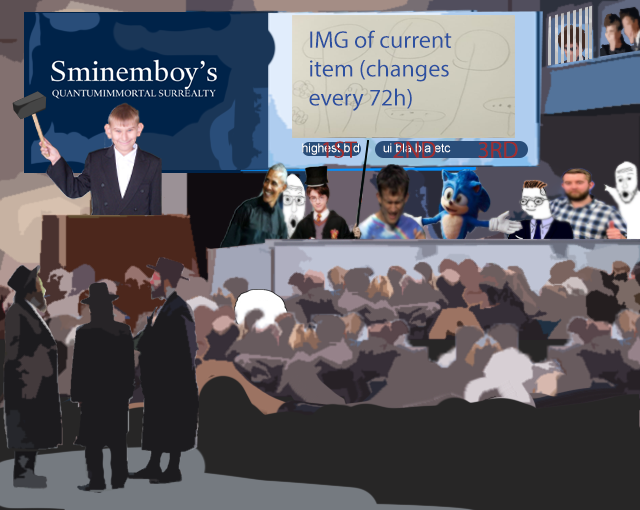 Sminemboy's
QUANTUMIMMORTAL SURREALTY
IMG of current
item (changes
every 72h)
highest bid
1ST
ui bla bla etc
2ND
3RD